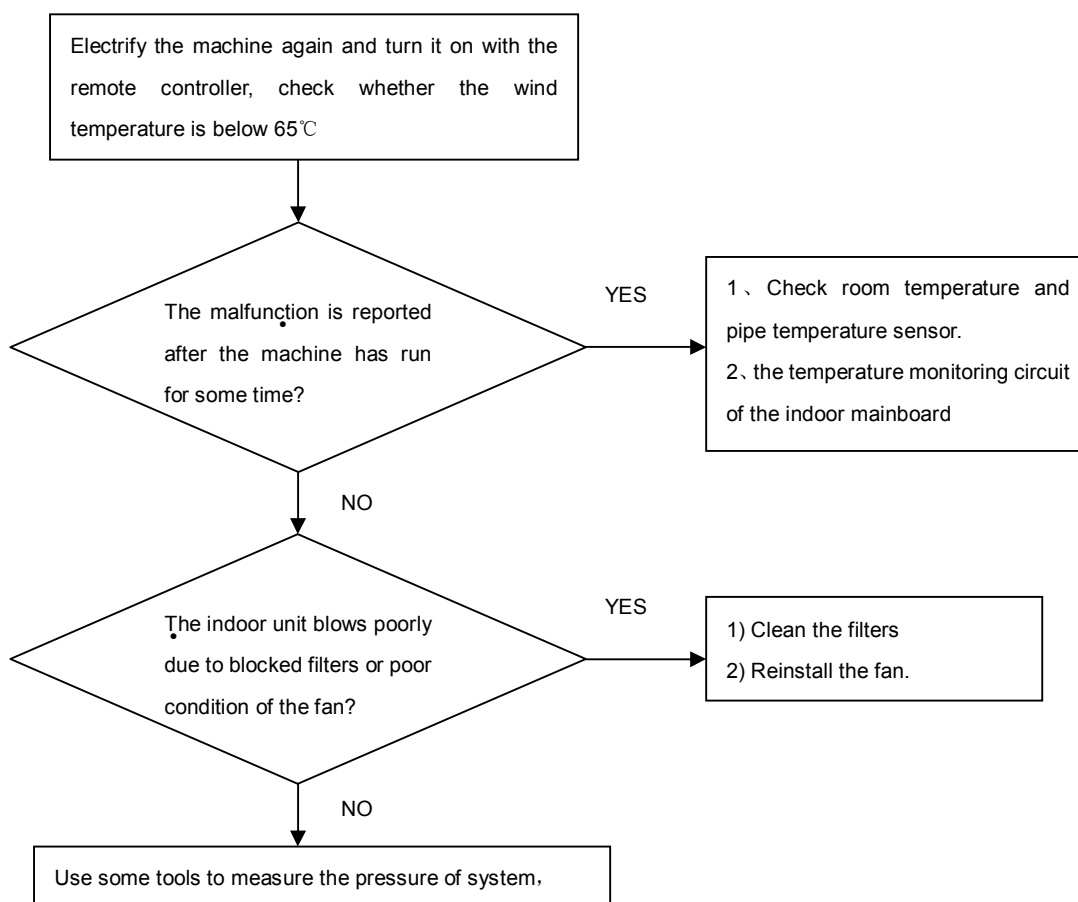 Electrify the machine again and turn it on with the
remote controller, check whether the wind
temperature is below 65℃
The malfunction is reported
after the machine has run
for some time?
YES
1、Check room temperature and
pipe temperature sensor.
2、the temperature monitoring circuit
of the indoor mainboard
NO
The indoor unit blows poorly
due to blocked filters or poor
condition of the fan?
YES
1) Clean the filters
2) Reinstall the fan.
NO
Use some tools to measure the pressure of system，